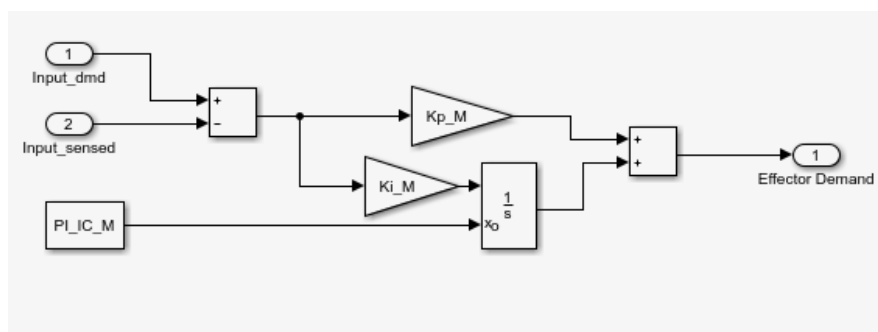 1
Input_dmd
2
Input_sensed
+
−
Kp_M
Ki_M
PI_IC_M
1
s
xo
+
+
1
Effector Demand